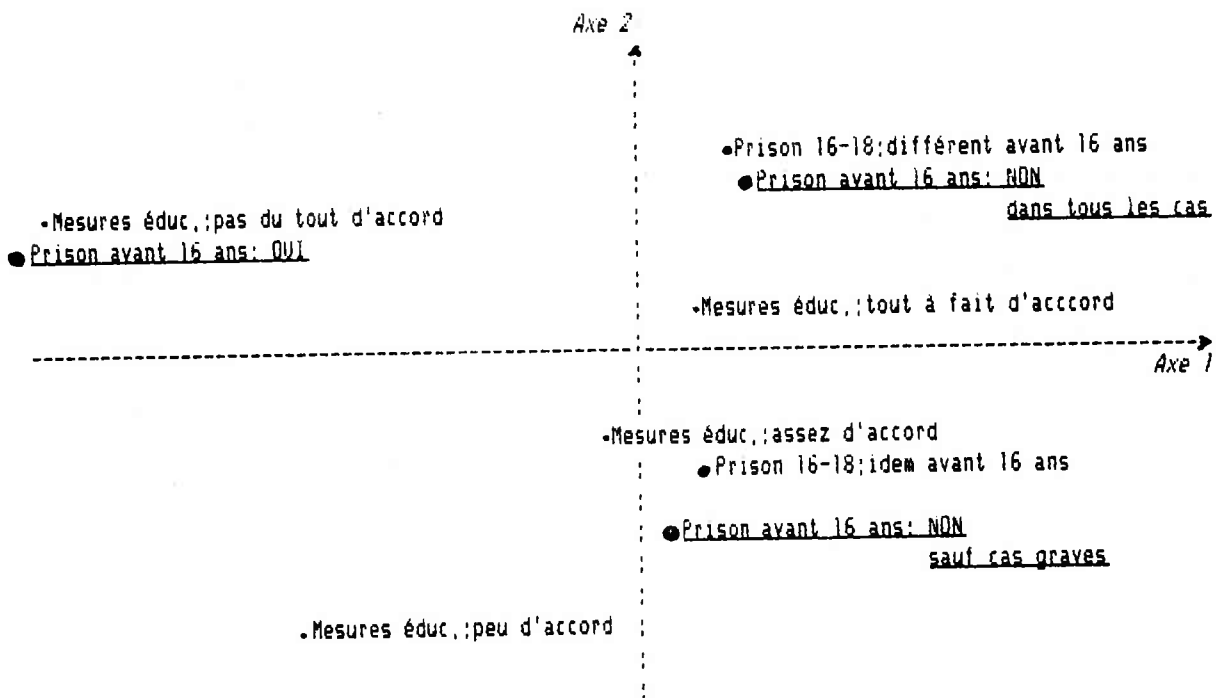 Axe 2
•Prison 16-18;différent avant 16 ans
•Prison avant 16 ans: NON
dans tous les cas
•Mesures éduc,;pas du tout d'accord
•Prison avant 16 ans: OUI
•Mesures éduc,;tout à fait d'acccord
Axe 1
•Mesures éduc,;assez d'accord
•Prison 16-18;idem avant 16 ans
•Prison avant 16 ans: NON
sauf cas graves
•Mesures éduc,;peu d'accord